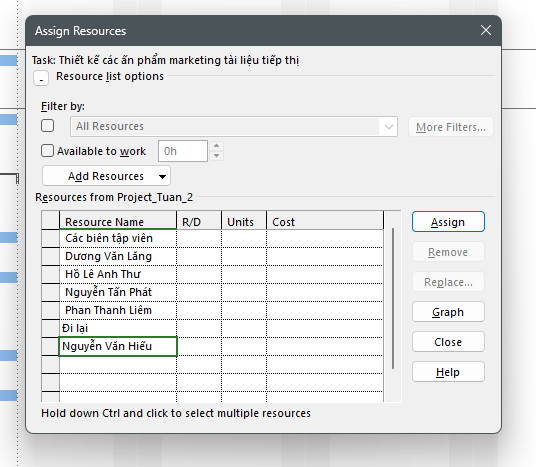 Assign Resources
Task: Thiết kế các ấn phẩm marketing tài liệu tiếp thị
- Resource list options
Filter by:
All Resources
More Filters...
Available to work
0h
Add Resources
Resources from Project_Tuan_2
Resource Name R/D Units Cost
Các biên tập viên
Dương Văn Lăng
Hồ Lê Anh Thư
Nguyễn Tấn Phát
Phan Thanh Liêm
Đi lại
Nguyễn Văn Hiếu
Assign
Remove
Replace...
Graph
Close
Help
Hold down Ctrl and click to select multiple resources